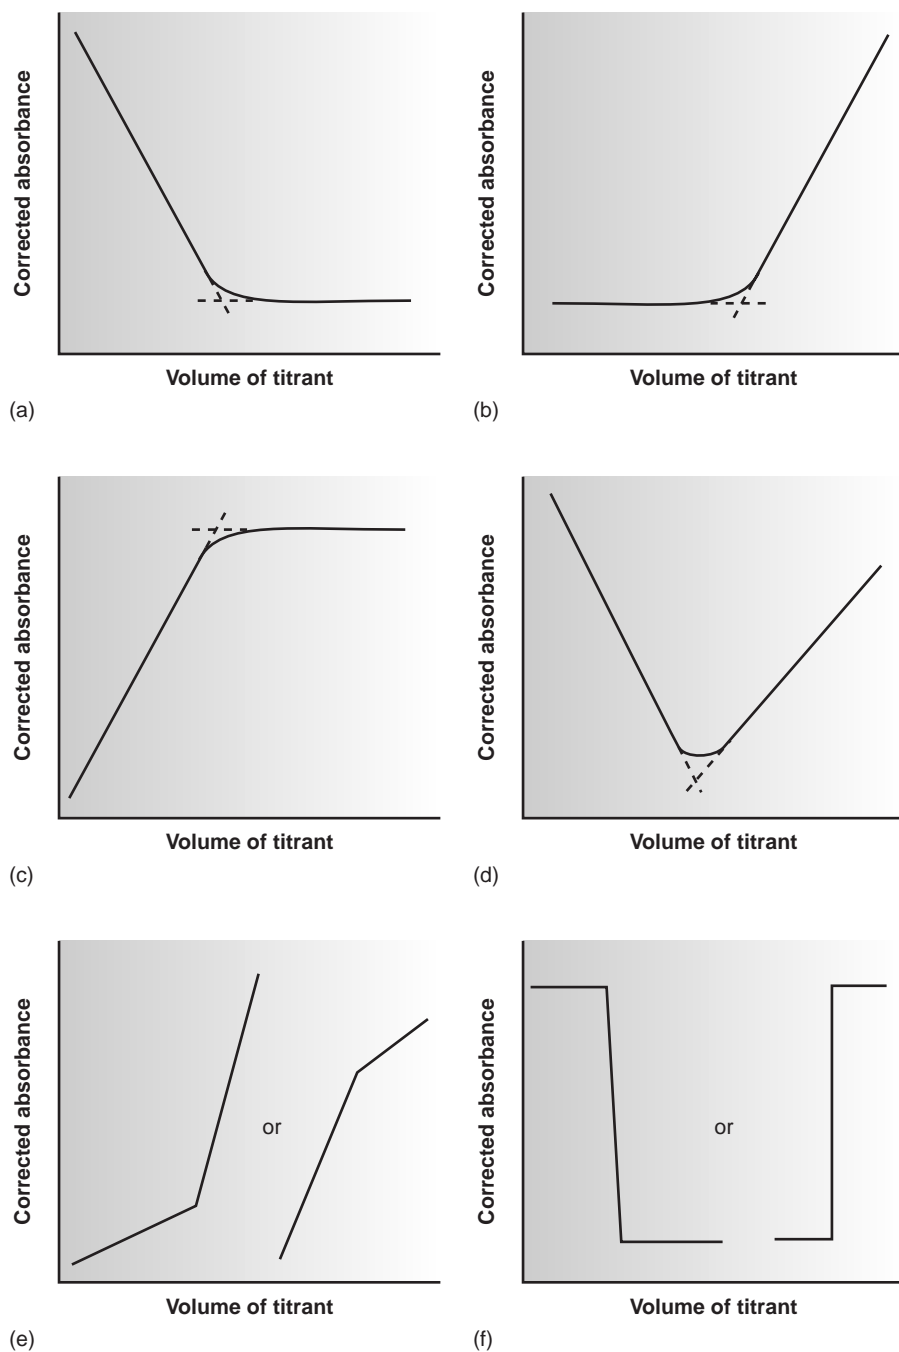 Corrected absorbance
Volume of titrant
(a)
Corrected absorbance
Volume of titrant
(b)
Corrected absorbance
Volume of titrant
(c)
Corrected absorbance
Volume of titrant
(d)
Corrected absorbance
or
Volume of titrant
(e)
Corrected absorbance
or
Volume of titrant
(f)